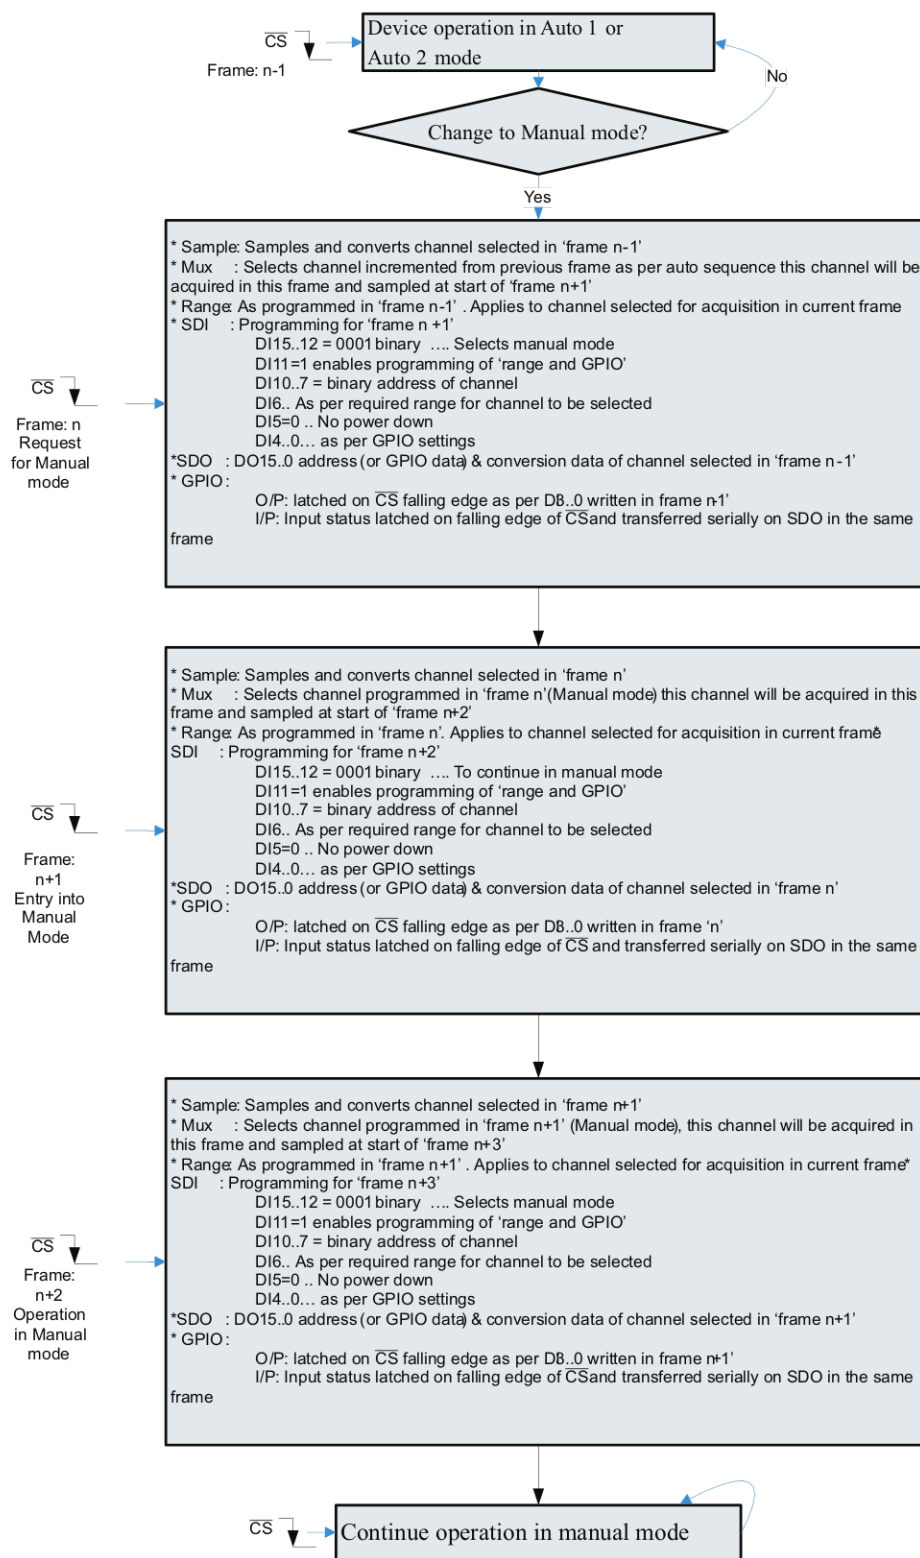 CS
Device operation in Auto 1 or
Auto 2 mode
Frame: n-1
No
Change to Manual mode?
Yes
* Sample: Samples and converts channel selected in ‘frame n-1’
* Mux : Selects channel incremented from previous frame as per auto sequence this channel will be
acquired in this frame and sampled at start of ‘frame n+1’
* Range: As programmed in ‘frame n-1’ . Applies to channel selected for acquisition in current frame
* SDI : Programming for ‘frame n +1’
DI15..12 = 0001 binary .... Selects manual mode
DI11=1 enables programming of ‘range and GPIO’
DI10..7 = binary address of channel
DI6.. As per required range for channel to be selected
DI5=0 .. No power down
DI4..0... as per GPIO settings
*SDO : DO15..0 address (or GPIO data) & conversion data of channel selected in ‘frame n-1’
* GPIO :
O/P: latched on CS falling edge as per DB..0 written in frame n-1’
I/P: Input status latched on falling edge of CS and transferred serially on SDO in the same
frame
CS
Frame: n
Request
for Manual
mode
* Sample: Samples and converts channel selected in ‘frame n’
* Mux : Selects channel programmed in ‘frame n’(Manual mode) this channel will be acquired in this
frame and sampled at start of ‘frame n+2’
* Range: As programmed in ‘frame n’. Applies to channel selected for acquisition in current frame*
SDI : Programming for ‘frame n+2’
DI15..12 = 0001 binary .... To continue in manual mode
DI11=1 enables programming of ‘range and GPIO’
DI10..7 = binary address of channel
DI6.. As per required range for channel to be selected
DI5=0 .. No power down
DI4..0... as per GPIO settings
*SDO : DO15..0 address (or GPIO data) & conversion data of channel selected in ‘frame n’
* GPIO :
O/P: latched on CS falling edge as per DB..0 written in frame ‘n’
I/P: Input status latched on falling edge of CS and transferred serially on SDO in the same
frame
CS
Frame:
n+1
Entry into
Manual
Mode
* Sample: Samples and converts channel selected in ‘frame n+1’
* Mux : Selects channel programmed in ‘frame n+1’ (Manual mode), this channel will be acquired in
this frame and sampled at start of ‘frame n+3’
* Range: As programmed in ‘frame n+1’ . Applies to channel selected for acquisition in current frame*
SDI : Programming for ‘frame n+3’
DI15..12 = 0001 binary .... Selects manual mode
DI11=1 enables programming of ‘range and GPIO’
DI10..7 = binary address of channel
DI6.. As per required range for channel to be selected
DI5=0 .. No power down
DI4..0... as per GPIO settings
*SDO : DO15..0 address (or GPIO data) & conversion data of channel selected in ‘frame n+1’
* GPIO :
O/P: latched on CS falling edge as per DB..0 written in frame n+1’
I/P: Input status latched on falling edge of CS and transferred serially on SDO in the same
frame
CS
Frame:
n+2
Operation
in Manual
mode
CS
Continue operation in manual mode